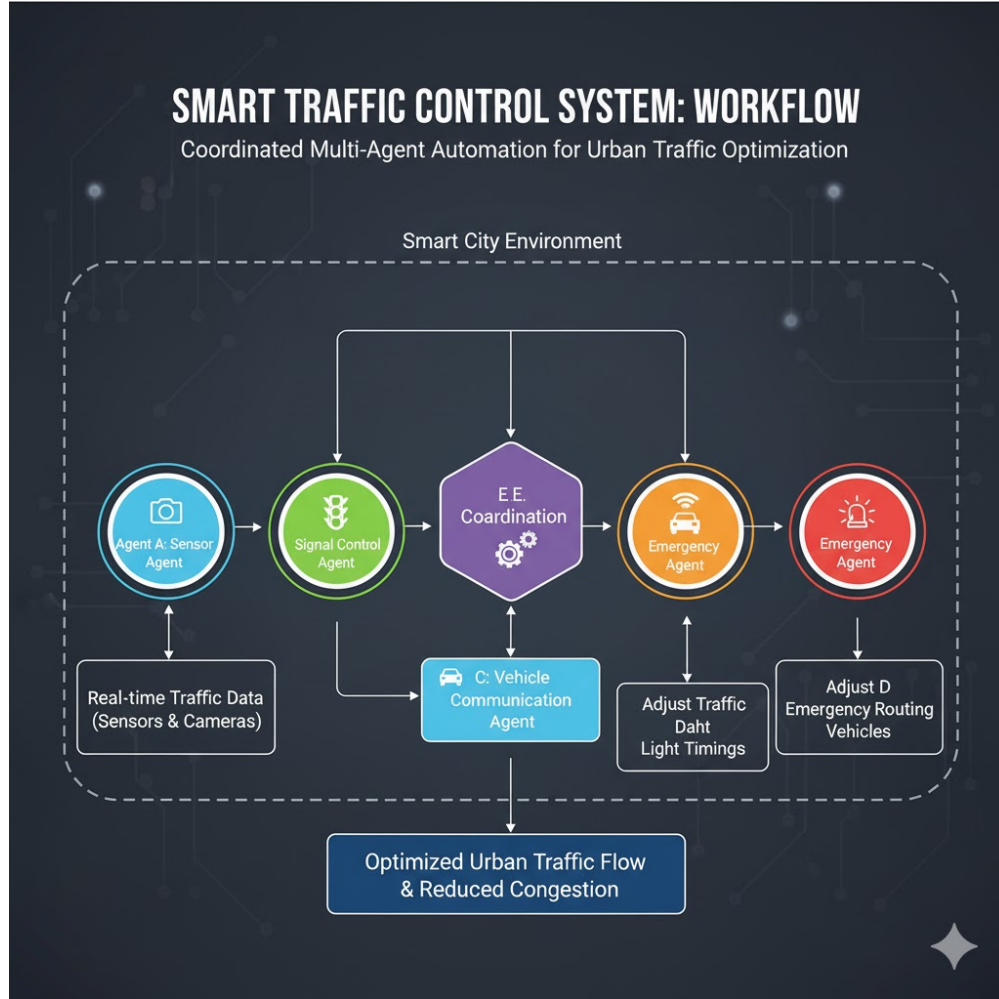 SMART TRAFFIC CONTROL SYSTEM: WORKFLOW
Coordinated Multi-Agent Automation for Urban Traffic Optimization
Smart City Environment
Agent A: Sensor
Agent
Signal Control
Agent
E.E.
Coardination
Emergency
Agent
Emergency
Agent
Real-time Traffic Data
(Sensors & Cameras)
C: Vehicle
Communication
Agent
Adjust Traffic
Daht
Light Timings
Adjust D
Emergency Routing
Vehicles
Optimized Urban Traffic Flow
& Reduced Congestion